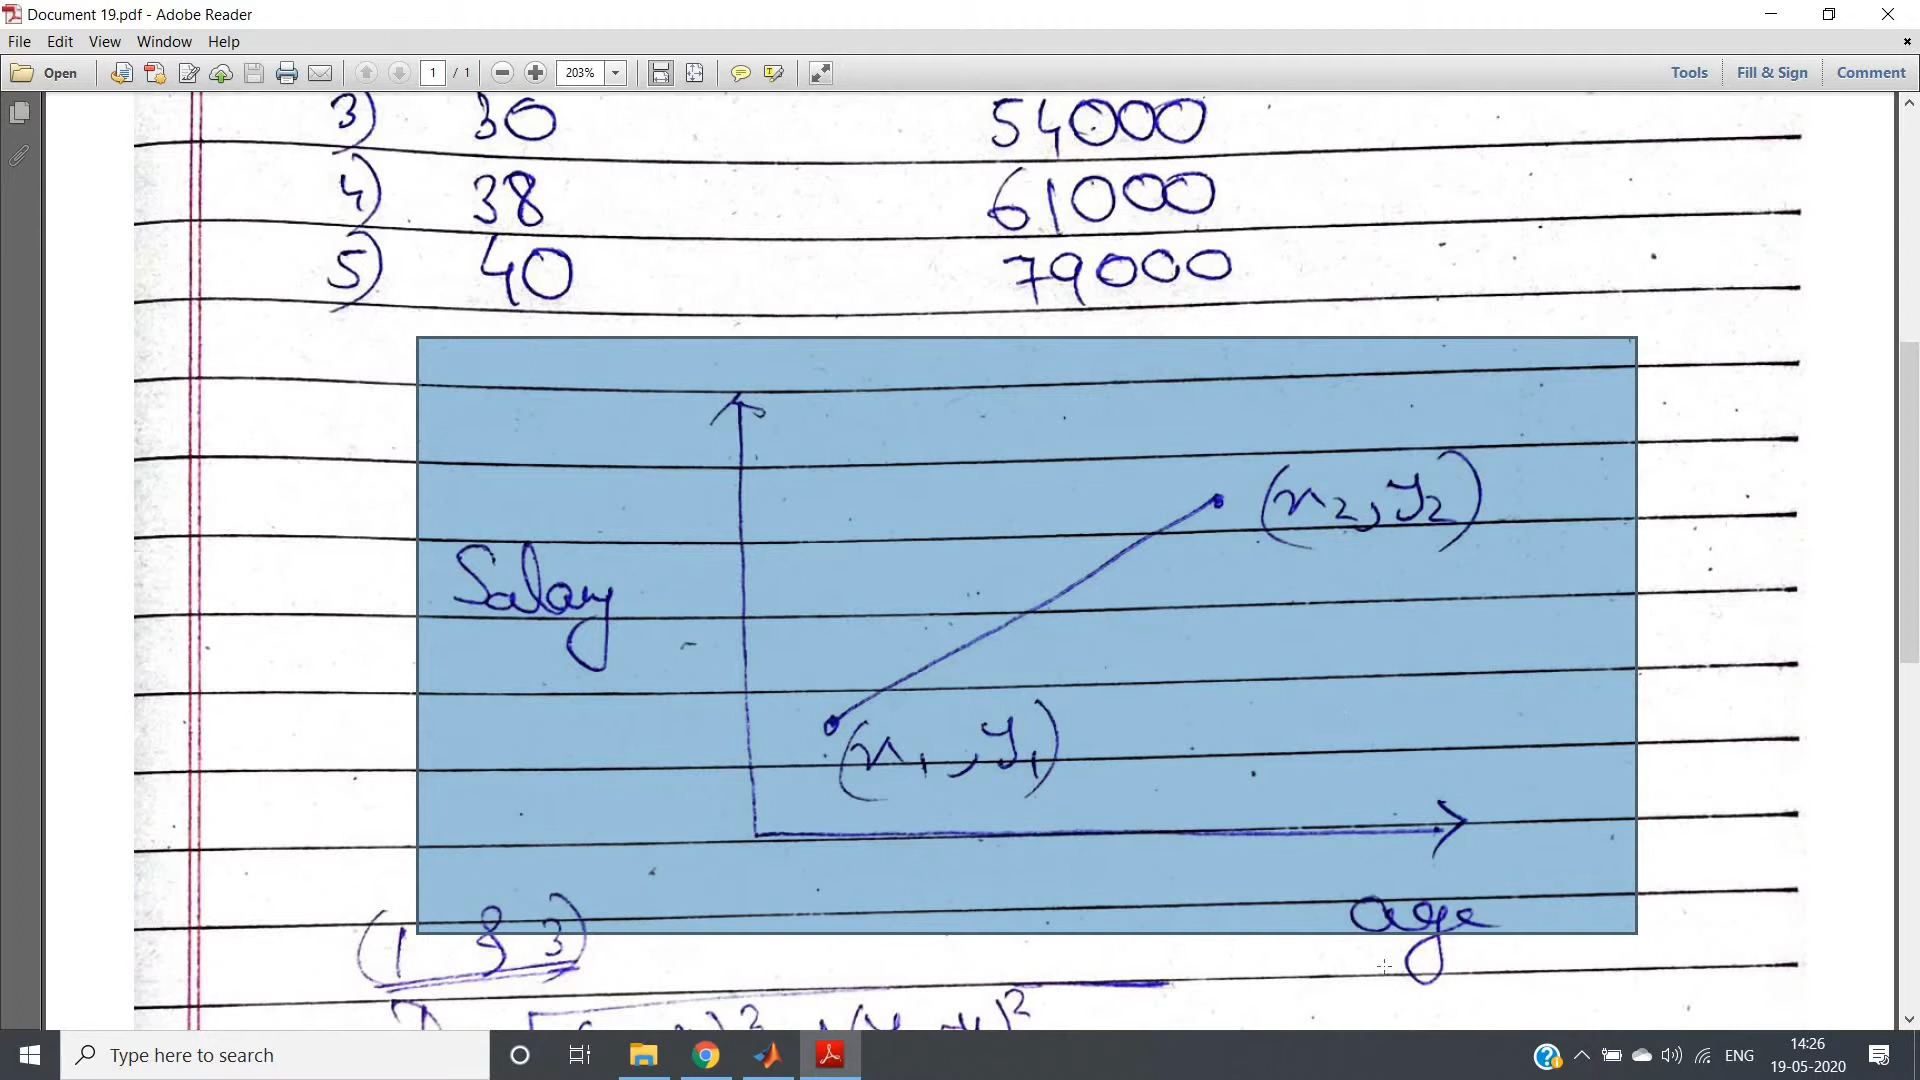 Document 19.pdf - Adobe Reader
File Edit View Window Help
Open 1 / 1 203% Tools Fill & Sign Comment
3) 30 54000
4) 38 61000
5) 40 79000
(x2, y2)
Salary
(x1, y1)
age
(1 & 3)
Type here to search
ENG
14:26
19-05-2020